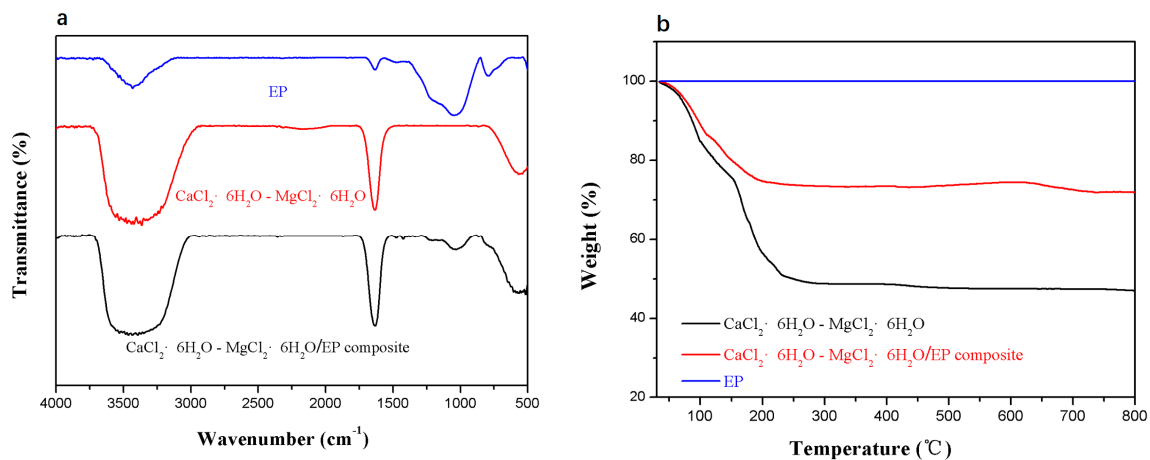 a
Transmittance (%)
EP
CaCl₂· 6H₂O - MgCl₂· 6H₂O
CaCl₂· 6H₂O - MgCl₂· 6H₂O/EP composite
4000 3500 3000 2500 2000 1500 1000 500
Wavenumber (cm⁻¹)
b
Weight (%)
100
80
60
40
20
CaCl₂· 6H₂O - MgCl₂· 6H₂O
CaCl₂· 6H₂O - MgCl₂· 6H₂O/EP composite
EP
100 200 300 400 500 600 700 800
Temperature (℃)